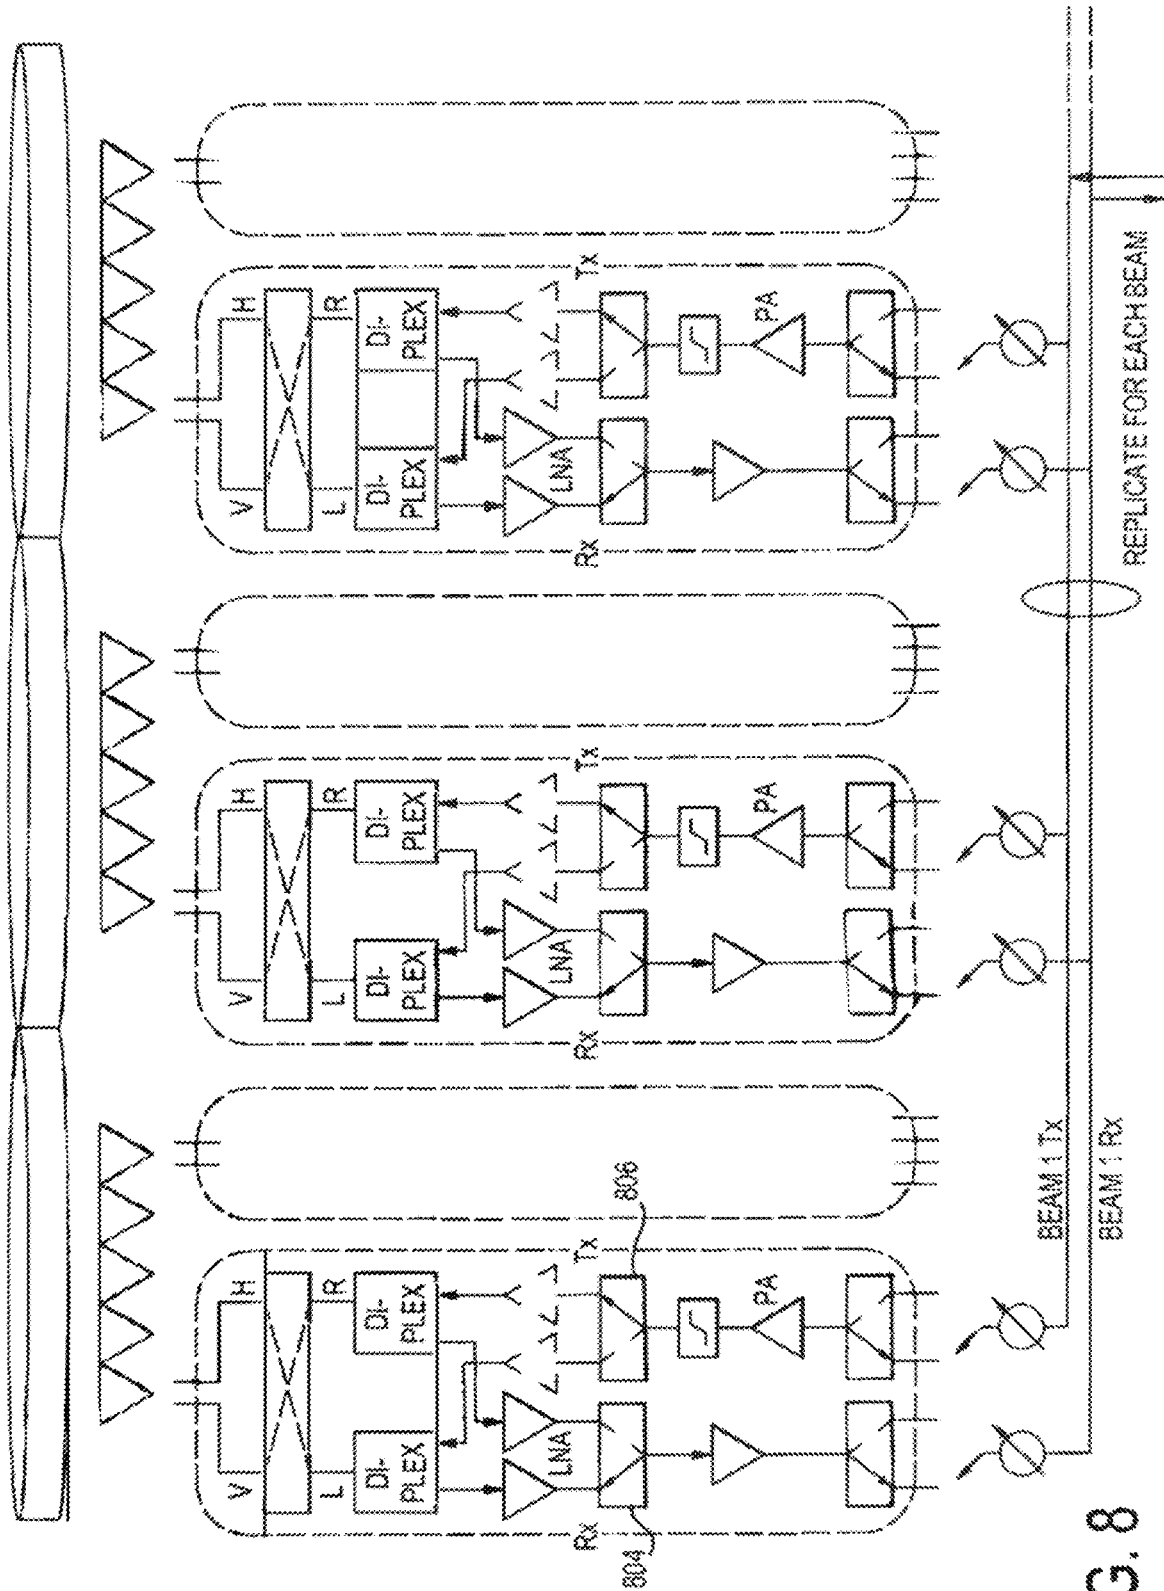 V
H
L
R
DI-
PLEX
DI-
PLEX
LNA
Rx
Tx
PA
804
806
V
H
L
R
DI-
PLEX
DI-
PLEX
LNA
Rx
Tx
PA
V
H
L
R
DI-
PLEX
DI-
PLEX
LNA
Rx
Tx
PA
BEAM 1 Tx
BEAM 1 Rx
REPLICATE FOR EACH BEAM
G. 8